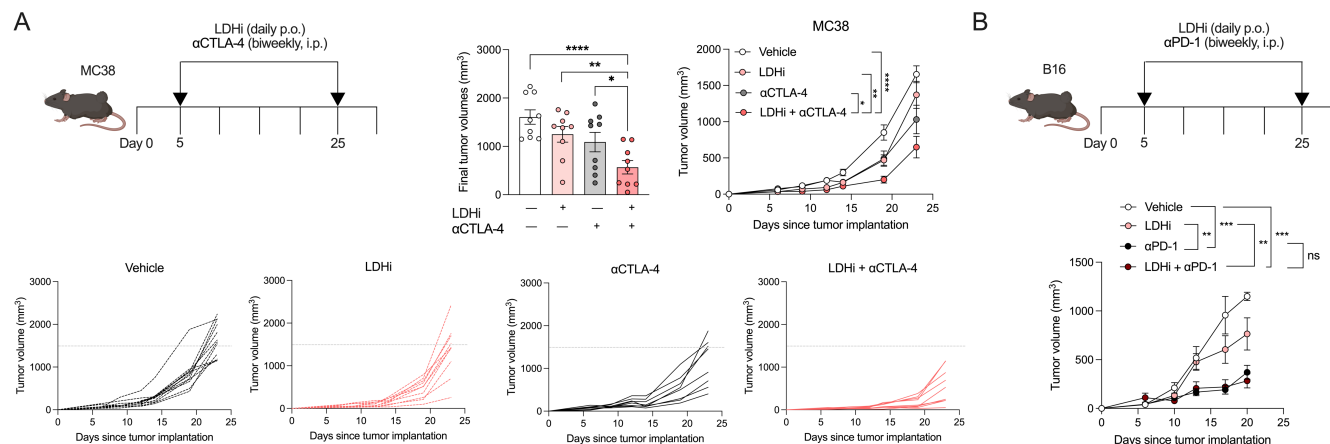 A
LDHi (daily p.o.)
αCTLA-4 (biweekly, i.p.)
MC38
Day 0 5 25
Final tumor volumes (mm3)
3000
2000
1000
0
****
**
*
LDHi — + — +
αCTLA-4 — — + +
MC38
Tumor volumes (mm3)
2000
1500
1000
500
0
0 5 10 15 20 25
Days since tumor implantation
Vehicle
LDHi
αCTLA-4
LDHi + αCTLA-4
*
**
****
B
LDHi (daily p.o.)
αPD-1 (biweekly, i.p.)
B16
Day 0 5 25
Vehicle
LDHi
αPD-1
LDHi + αPD-1
**
***
**
***
ns
Tumor volume (mm3)
1500
1000
500
0
0 5 10 15 20 25
Days since tumor implantation
Vehicle
Tumor volume (mm3)
3000
2000
1000
0
0 5 10 15 20 25
Days since tumor implantation
LDHi
Tumor volume (mm3)
3000
2000
1000
0
0 5 10 15 20 25
Days since tumor implantation
αCTLA-4
Tumor volume (mm3)
3000
2000
1000
0
0 5 10 15 20 25
Days since tumor implantation
LDHi + αCTLA-4
Tumor volume (mm3)
3000
2000
1000
0
0 5 10 15 20 25
Days since tumor implantation